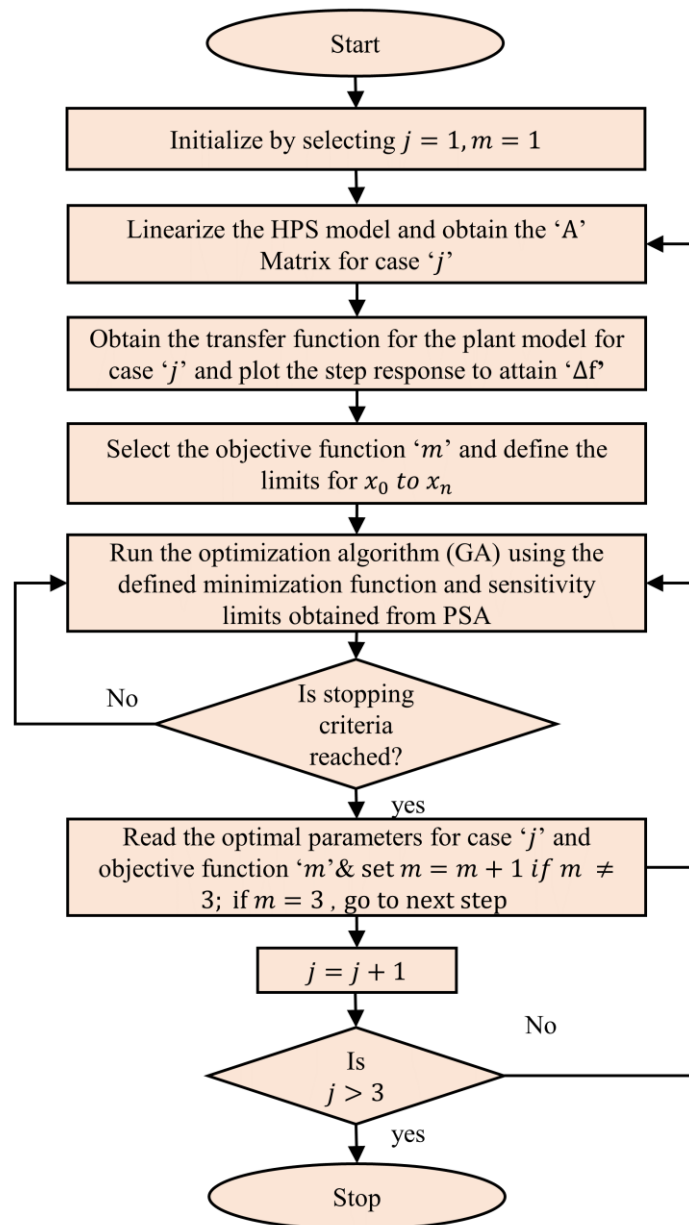 Start
Initialize by selecting j = 1, m = 1
Linearize the HPS model and obtain the ‘A’
Matrix for case ‘j’
Obtain the transfer function for the plant model for
case ‘j’ and plot the step response to attain ‘Δf’
Select the objective function ‘m’ and define the
limits for x₀ to xₙ
Run the optimization algorithm (GA) using the
defined minimization function and sensitivity
limits obtained from PSA
No
Is stopping
criteria
reached?
yes
Read the optimal parameters for case ‘j’ and
objective function ‘m’& set m = m + 1 if m ≠
3; if m = 3 , go to next step
j = j + 1
No
Is
j > 3
yes
Stop